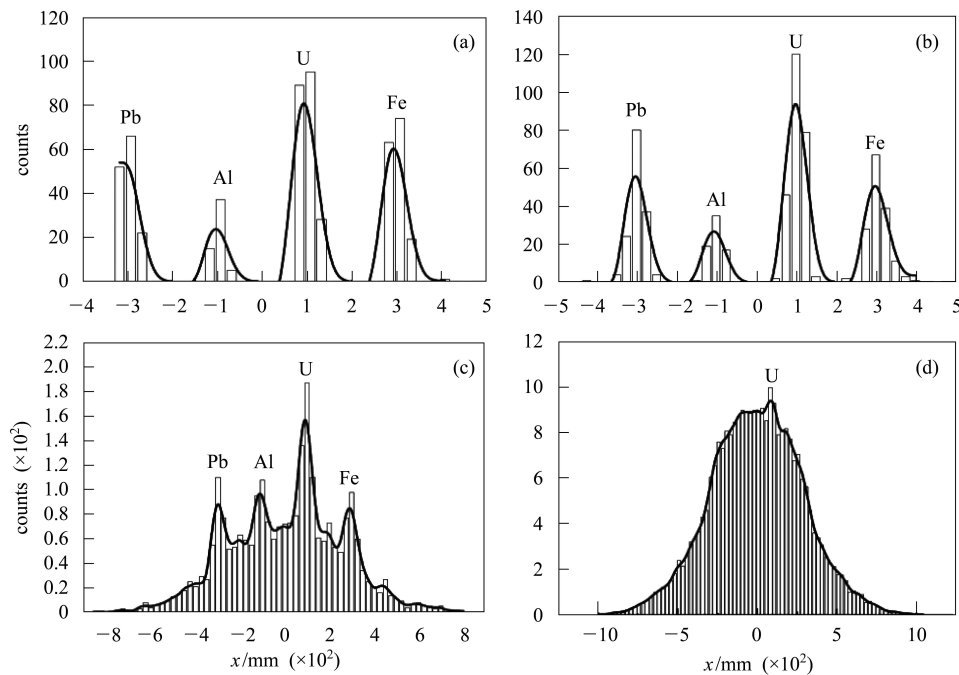 (a)
120
100
80
60
40
20
0
counts
Pb
Al
U
Fe
−4 −3 −2 −1 0 1 2 3 4 5
(b)
140
120
100
80
60
40
20
0
Pb
Al
U
Fe
−5 −4 −3 −2 −1 0 1 2 3 4 5
(c)
2.2
2.0
1.8
1.6
1.4
1.2
1.0
0.8
0.6
0.4
0.2
0
counts (×10²)
Pb
Al
U
Fe
−8 −6 −4 −2 0 2 4 6 8
x/mm (×10²)
(d)
12
10
8
6
4
2
0
U
−10 −5 0 5 10
x/mm (×10²)